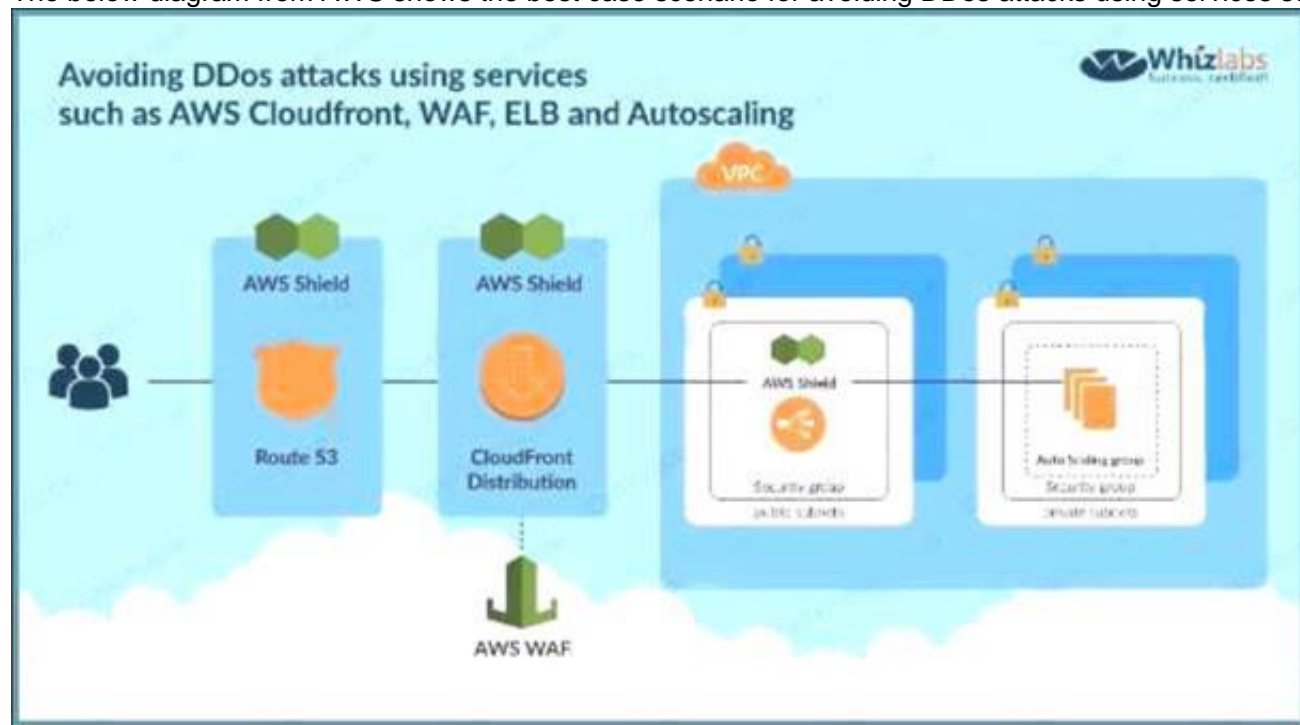 The below diagram from AWS shows the best case scenario for avoiding DDos attacks using services
Avoiding DDos attacks using services
such as AWS Cloudfront, WAF, ELB and Autoscaling
Whizlabs
VPC
AWS Shield
AWS Shield
AWS Shield
Route 53
CloudFront
Distribution
Auto Scaling group
Security group
public subnets
Security group
private subnets
AWS WAF